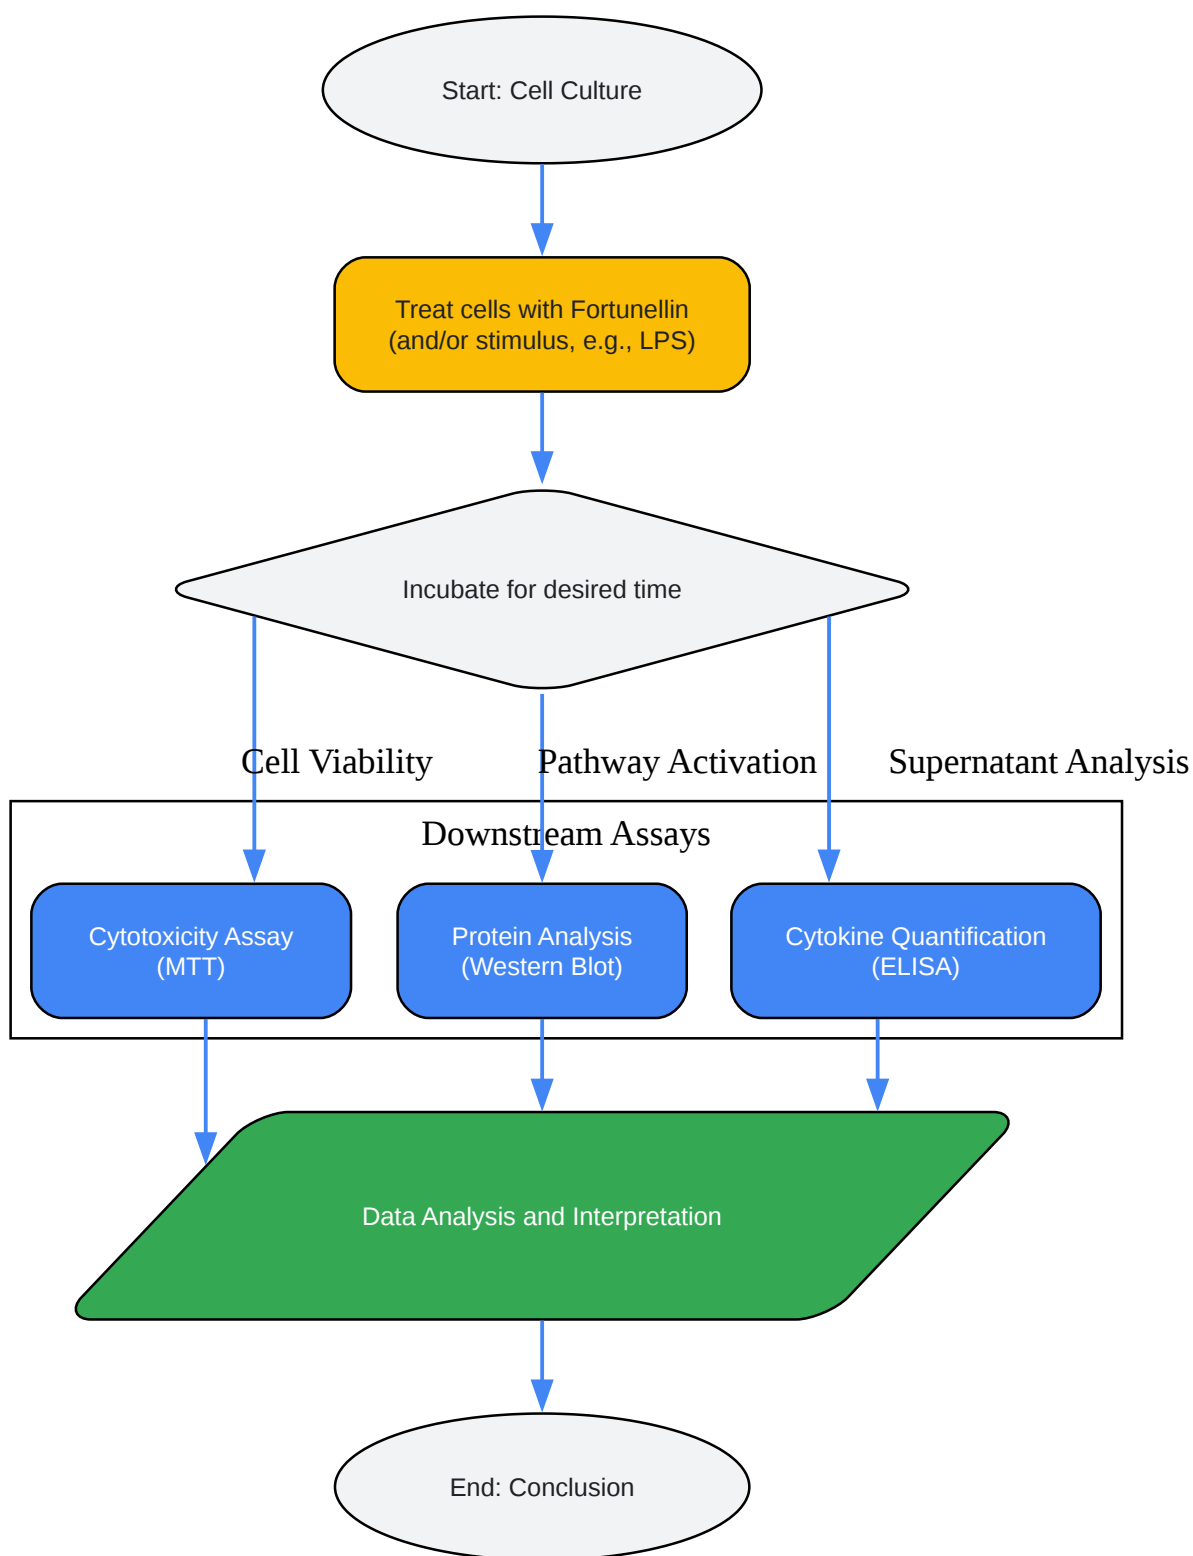 Start: Cell Culture
Treat cells with Fortunellin
(and/or stimulus, e.g., LPS)
Incubate for desired time
Cell Viability
Pathway Activation
Supernatant Analysis
Downstream Assays
Cytotoxicity Assay
(MTT)
Protein Analysis
(Western Blot)
Cytokine Quantification
(ELISA)
Data Analysis and Interpretation
End: Conclusion